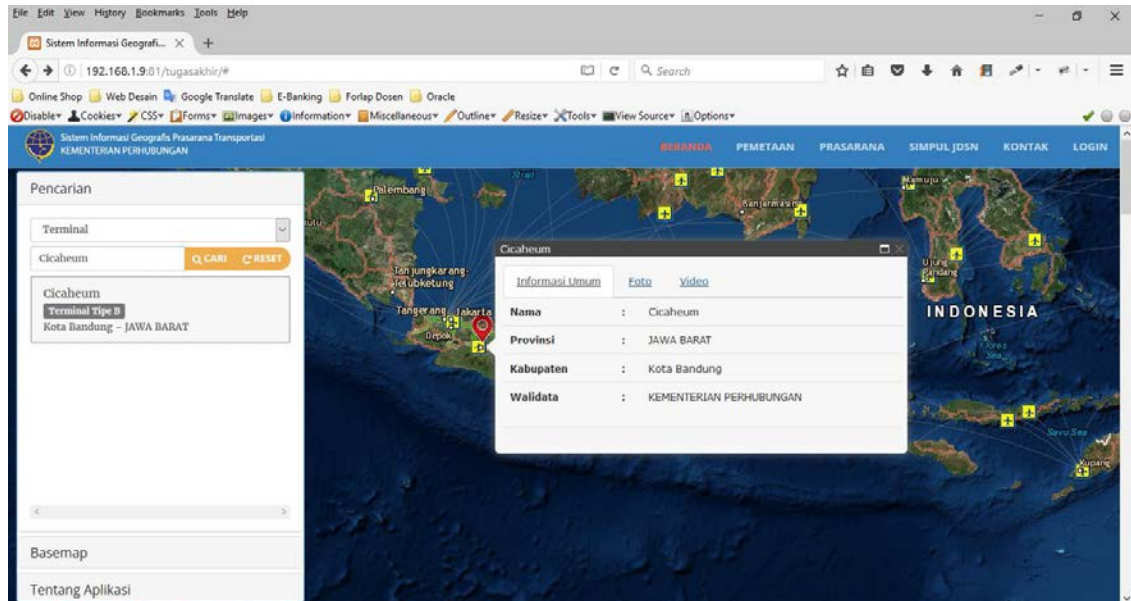 File Edit View History Bookmarks Tools Help
Sistem Informasi Geografi...
192.168.1.9:81/tugasakhir/#
Search
Online Shop Web Desain Google Translate E-Banking Forlap Dosen Oracle
Disable Cookies CSS Forms Images Information Miscellaneous Outline Resize Tools View Source Options
Sistem Informasi Geografis Prasarana Transportasi
KEMENTERIAN PERHUBUNGAN
BERANDA PEMETAAN PRASARANA SIMPUL JDSN KONTAK LOGIN
Pencarian
Terminal
Cicaheum CARI RESET
Cicaheum
Terminal Tipe B
Kota Bandung - JAWA BARAT
Basemap
Tentang Aplikasi
Palembang
Strait
Banjarmasin
Mamuju
Tanjungkarang-
Telubketung
Tangerang Jakarta
Depok
Ujung
Pandang
INDONESIA
Flores
Sea
Savu Sea
Kupang
Cicaheum
Informasi Umum Foto Video
Nama : Cicaheum
Provinsi : JAWA BARAT
Kabupaten : Kota Bandung
Walidata : KEMENTERIAN PERHUBUNGAN